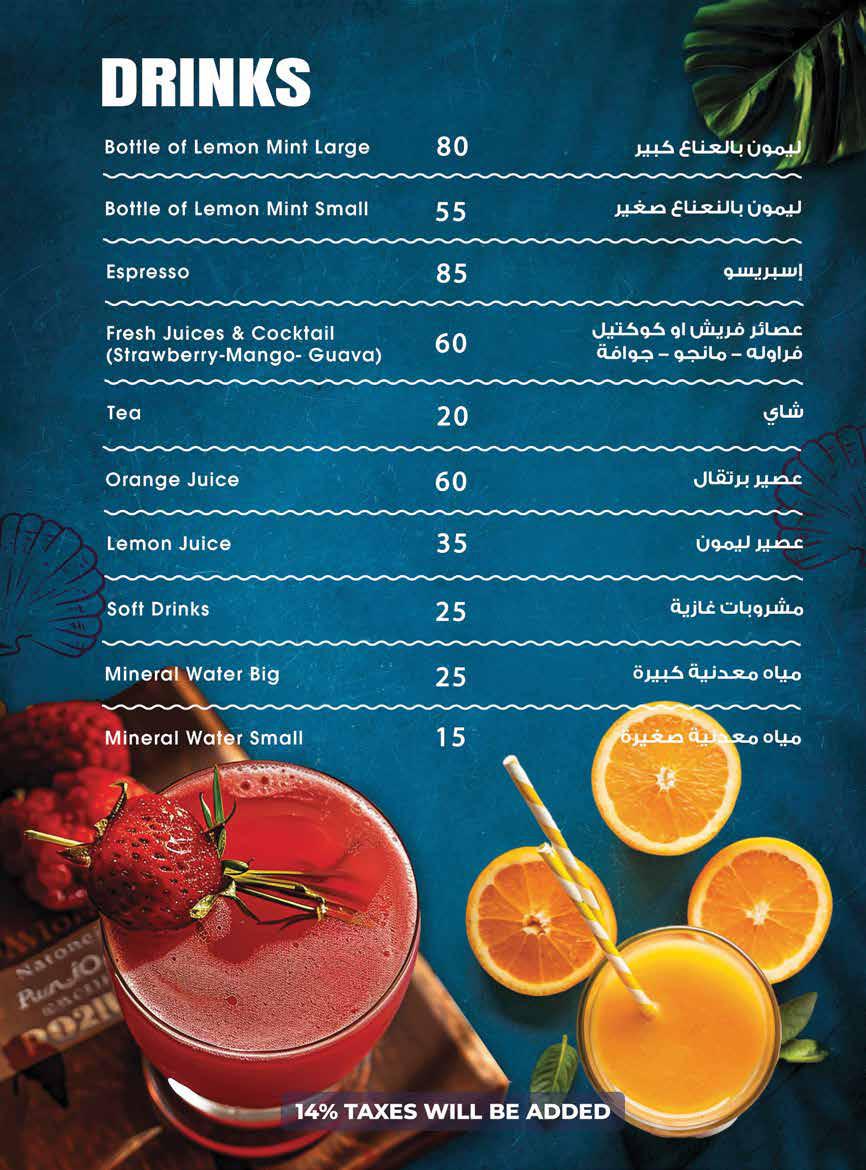 DRINKS
Bottle of Lemon Mint Large 80 ليمون بالعناع كبير
Bottle of Lemon Mint Small 55 ليمون بالنعناع صغير
Espresso 85 إسبريسو
Fresh Juices & Cocktail عصائر فريش او كوكتيل
60
(Strawberry-Mango- Guava) فراوله – مانجو – جوافة
Tea 20 شاي
Orange Juice 60 عصير برتقال
Lemon Juice 35 عصير ليمون
Soft Drinks 25 مشروبات غازية
Mineral Water Big 25 مياه معدنية كبيرة
Mineral Water Small 15 مياه معدنية صغيرة
14% TAXES WILL BE ADDED